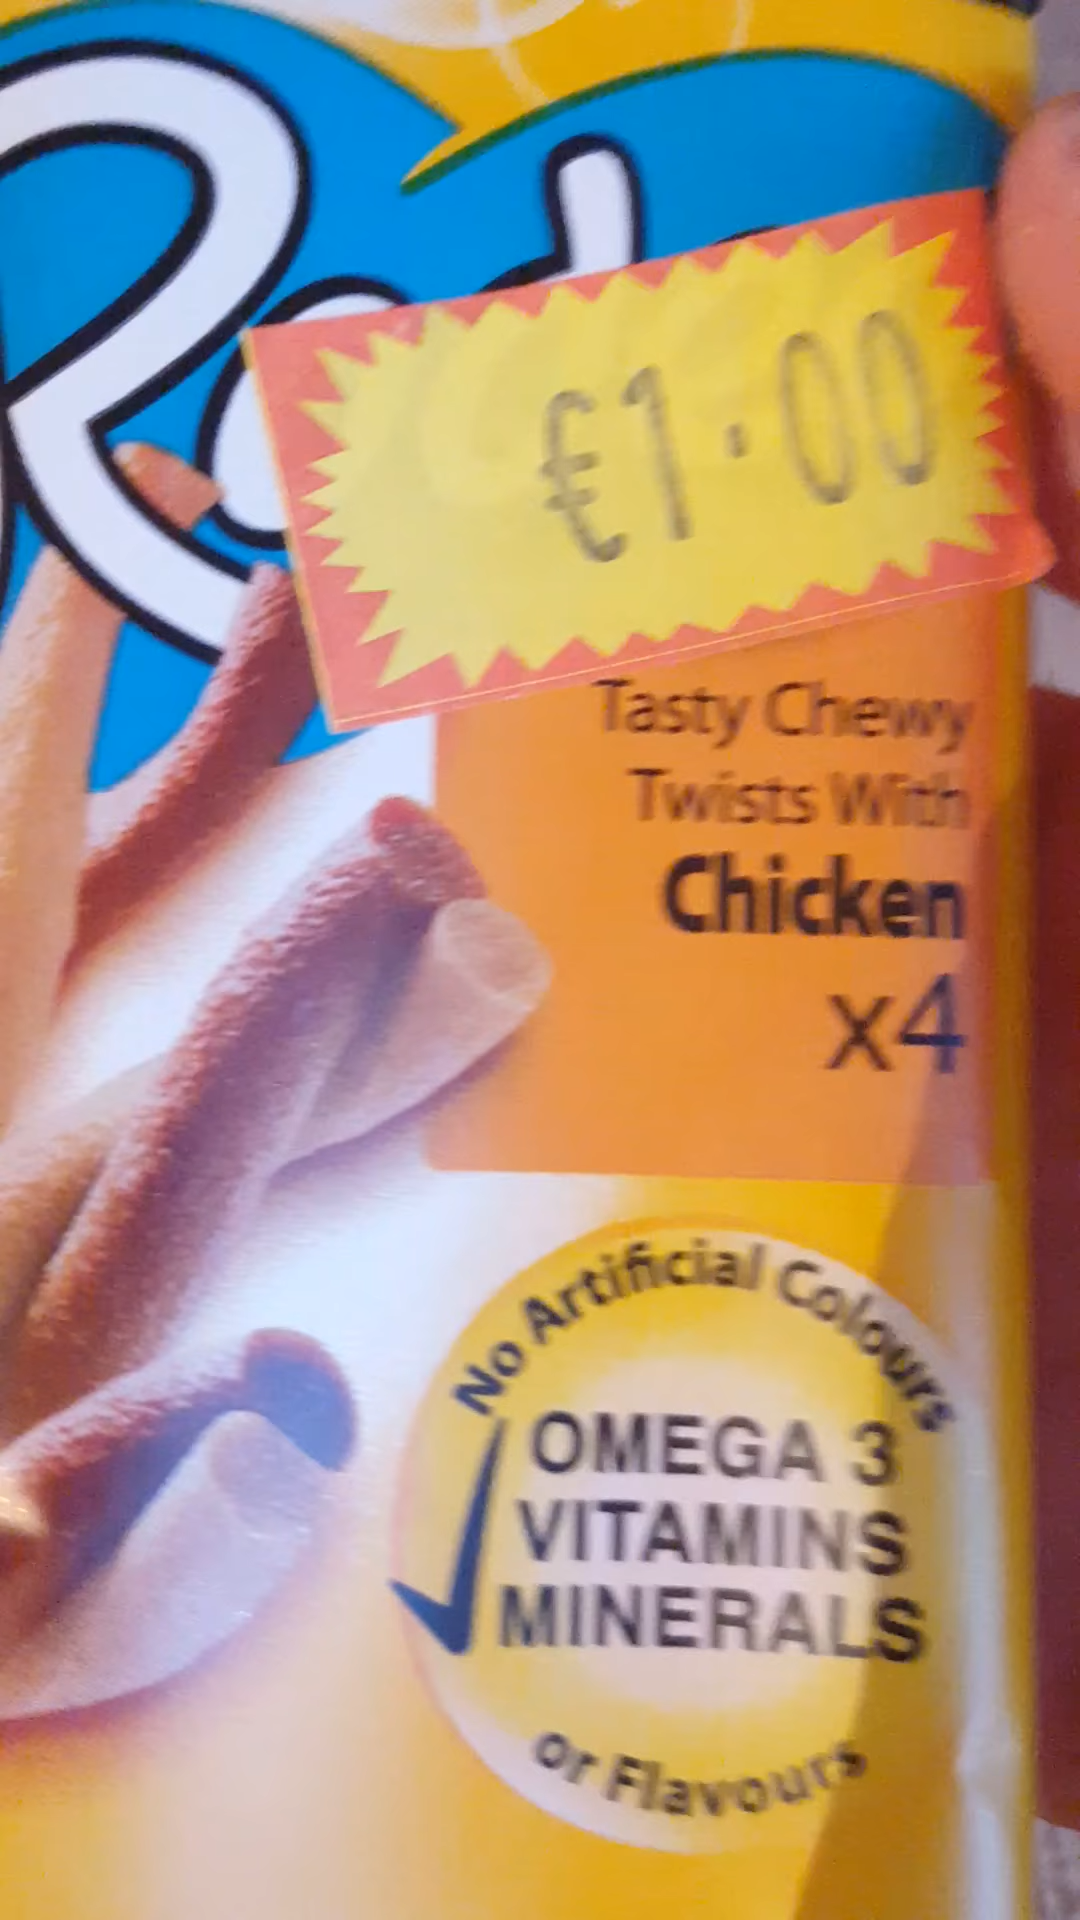 €1.00
Tasty Chewy
Twists With
Chicken
x4
No Artificial Colours
OMEGA 3
VITAMINS
MINERALS
or Flavours